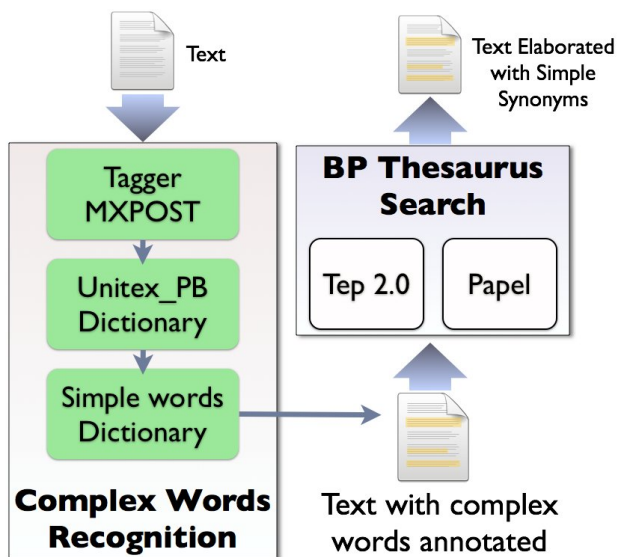 Text
Tagger
MXPOST
Unitex_PB
Dictionary
Simple words
Dictionary
Complex Words
Recognition
Text with complex
words annotated
BP Thesaurus
Search
Tep 2.0
Papel
Text Elaborated
with Simple
Synonyms